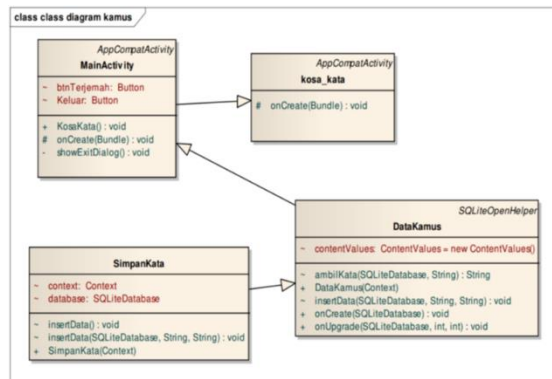 class class diagram kamus
AppCompatActivity
MainActivity
~ btnTerjemah: Button
~ Keluar: Button
+ KosaKata() : void
# onCreate(Bundle) : void
- showExitDialog() : void
AppCompatActivity
kosa_kata
# onCreate(Bundle) : void
SQLiteOpenHelper
DataKamus
~ contentValues: ContentValues = new ContentValues()
~ ambilKata(SQLiteDatabase, String) : String
+ DataKamus(Context)
~ insertData(SQLiteDatabase, String, String) : void
+ onCreate(SQLiteDatabase) : void
+ onUpgrade(SQLiteDatabase, int, int) : void
SimpanKata
~ context: Context
~ database: SQLiteDatabase
~ insertData() : void
~ insertData(SQLiteDatabase, String, String) : void
+ SimpanKata(Context)